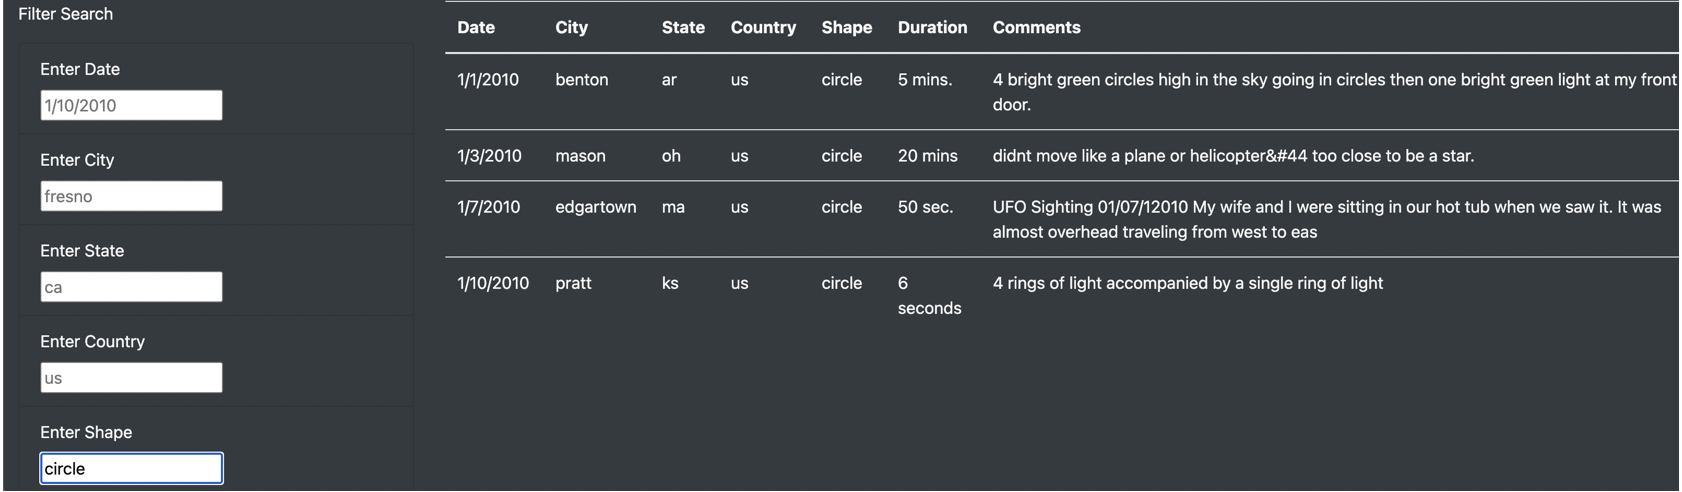 Filter Search
Enter Date
1/10/2010
Enter City
fresno
Enter State
ca
Enter Country
us
Enter Shape
circle
Date City State Country Shape Duration Comments
1/1/2010 benton ar us circle 5 mins. 4 bright green circles high in the sky going in circles then one bright green light at my front
door.
1/3/2010 mason oh us circle 20 mins didnt move like a plane or helicopter&#44 too close to be a star.
1/7/2010 edgartown ma us circle 50 sec. UFO Sighting 01/07/12010 My wife and I were sitting in our hot tub when we saw it. It was
almost overhead traveling from west to eas
1/10/2010 pratt ks us circle 6 4 rings of light accompanied by a single ring of light
seconds